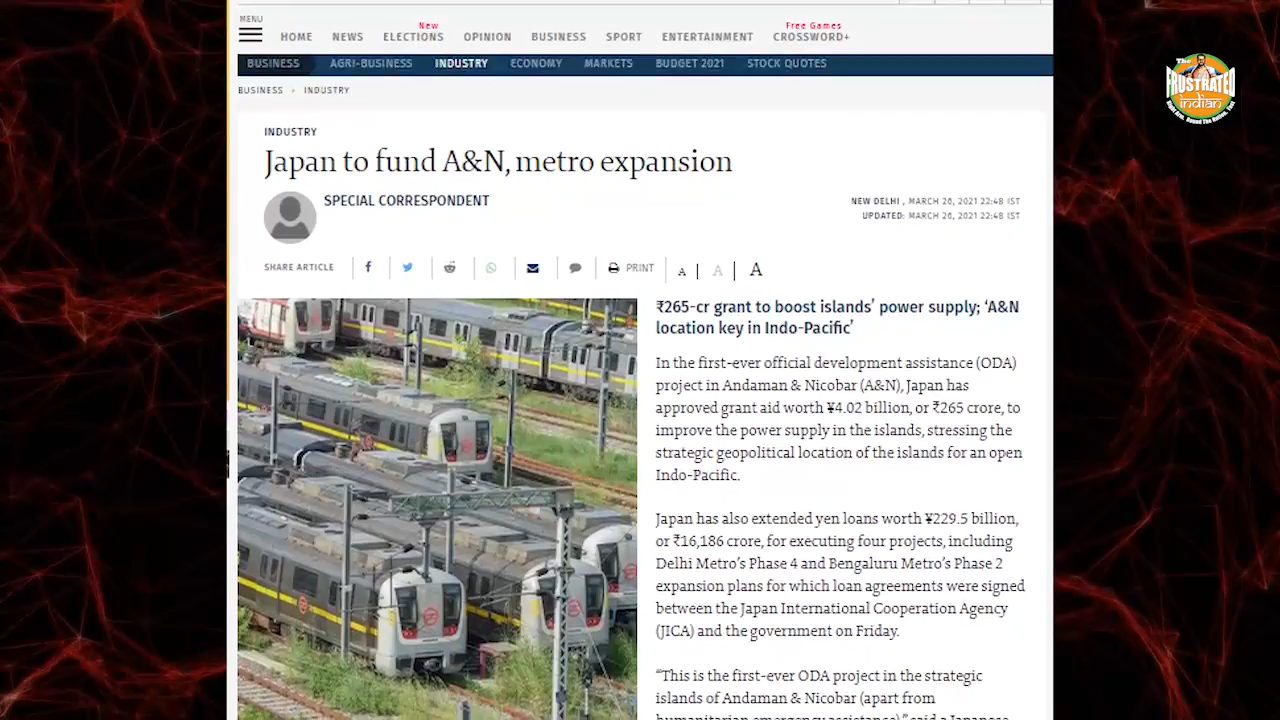 MENU
New
Free Games
HOME NEWS ELECTIONS OPINION BUSINESS SPORT ENTERTAINMENT CROSSWORD+
BUSINESS AGRI-BUSINESS INDUSTRY ECONOMY MARKETS BUDGET 2021 STOCK QUOTES
The
FRUSTRATED
indian
BUSINESS INDUSTRY
INDUSTRY
Japan to fund A&N, metro expansion
SPECIAL CORRESPONDENT
NEW DELHI , MARCH 26, 2021 22:48 IST
UPDATED: MARCH 26, 2021 22:48 IST
SHARE ARTICLE PRINT A A A
₹265-cr grant to boost islands’ power supply; ‘A&N
location key in Indo-Pacific’
In the first-ever official development assistance (ODA)
project in Andaman & Nicobar (A&N), Japan has
approved grant aid worth ¥4.02 billion, or ₹265 crore, to
improve the power supply in the islands, stressing the
strategic geopolitical location of the islands for an open
Indo-Pacific.
Japan has also extended yen loans worth ¥229.5 billion,
or ₹16,186 crore, for executing four projects, including
Delhi Metro’s Phase 4 and Bengaluru Metro’s Phase 2
expansion plans for which loan agreements were signed
between the Japan International Cooperation Agency
(JICA) and the government on Friday.
“This is the first-ever ODA project in the strategic
islands of Andaman & Nicobar (apart from
humanitarian emergency assistance),” said a Japanese